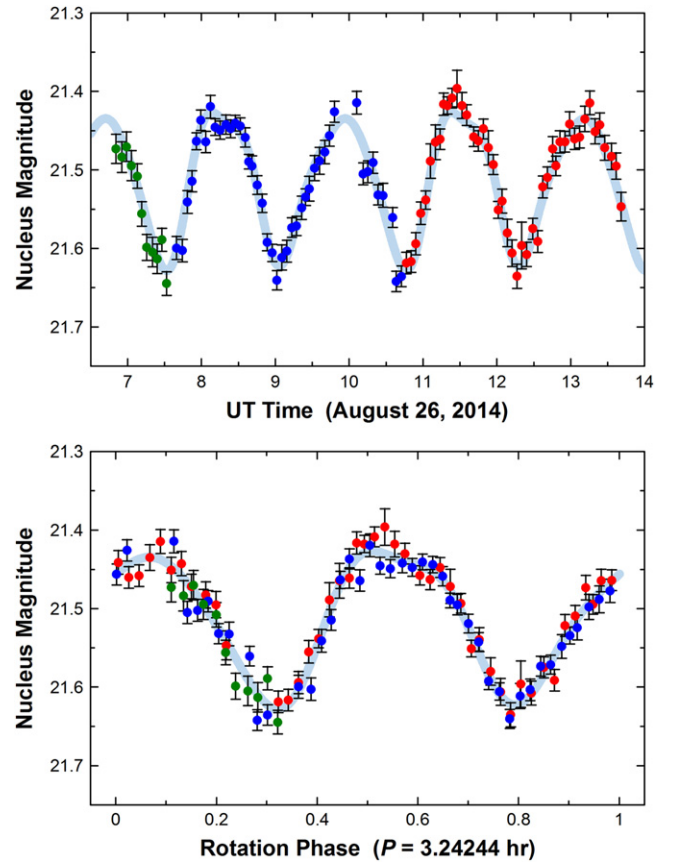 21.3
21.4
21.5
21.6
21.7
Nucleus Magnitude
7 8 9 10 11 12 13 14
UT Time (August 26, 2014)
21.3
21.4
21.5
21.6
21.7
Nucleus Magnitude
0 0.2 0.4 0.6 0.8 1
Rotation Phase (P = 3.24244 hr)